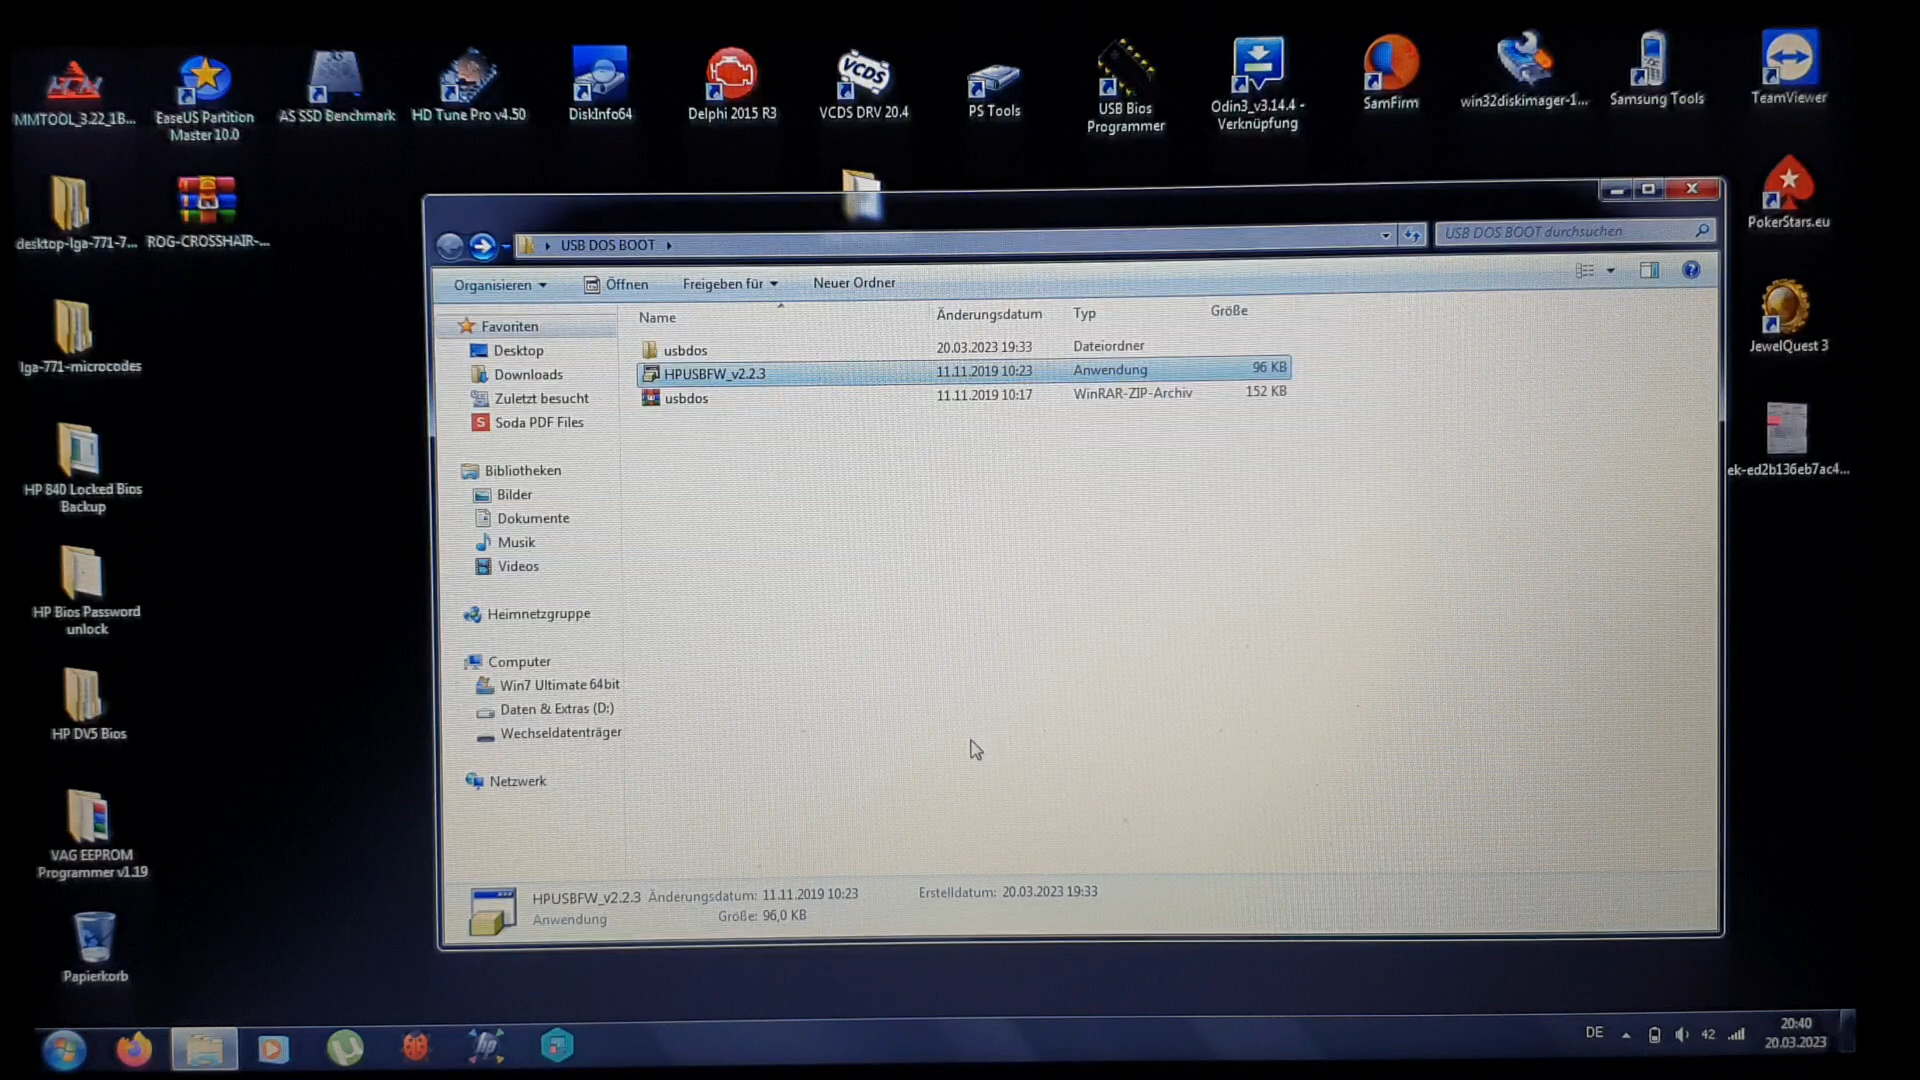 MMTOOL_3.22_1B...
EaseUS Partition
Master 10.0
AS SSD Benchmark
HD Tune Pro v4.50
DiskInfo64
Delphi 2015 R3
VCDS
VCDS DRV 20.4
PS Tools
USB Bios
Programmer
Odin3_v3.14.4 -
Verknüpfung
SamFirm
win32diskimager-1...
Samsung Tools
TeamViewer
desktop-lga-771-7...
ROG-CROSSHAIR-...
PokerStars.eu
lga-771-microcodes
JewelQuest 3
HP 840 Locked Bios
Backup
ek-ed2b136eb7ac4...
HP Bios Password
unlock
HP DV5 Bios
VAG EEPROM
Programmer v1.19
Papierkorb
USB DOS BOOT
USB DOS BOOT durchsuchen
Organisieren
Öffnen
Freigeben für
Neuer Ordner
Favoriten
Desktop
Downloads
Zuletzt besucht
S Soda PDF Files
Bibliotheken
Bilder
Dokumente
Musik
Videos
Heimnetzgruppe
Computer
Win7 Ultimate 64bit
Daten & Extras (D:)
Wechseldatenträger
Netzwerk
Name Änderungsdatum Typ Größe
usbdos 20.03.2023 19:33 Dateiordner
HPUSBFW_v2.2.3 11.11.2019 10:23 Anwendung 96 KB
usbdos 11.11.2019 10:17 WinRAR-ZIP-Archiv 152 KB
HPUSBFW_v2.2.3 Änderungsdatum: 11.11.2019 10:23 Erstelldatum: 20.03.2023 19:33
Anwendung Größe: 96,0 KB
hp
DE 42 20:40
20.03.2023